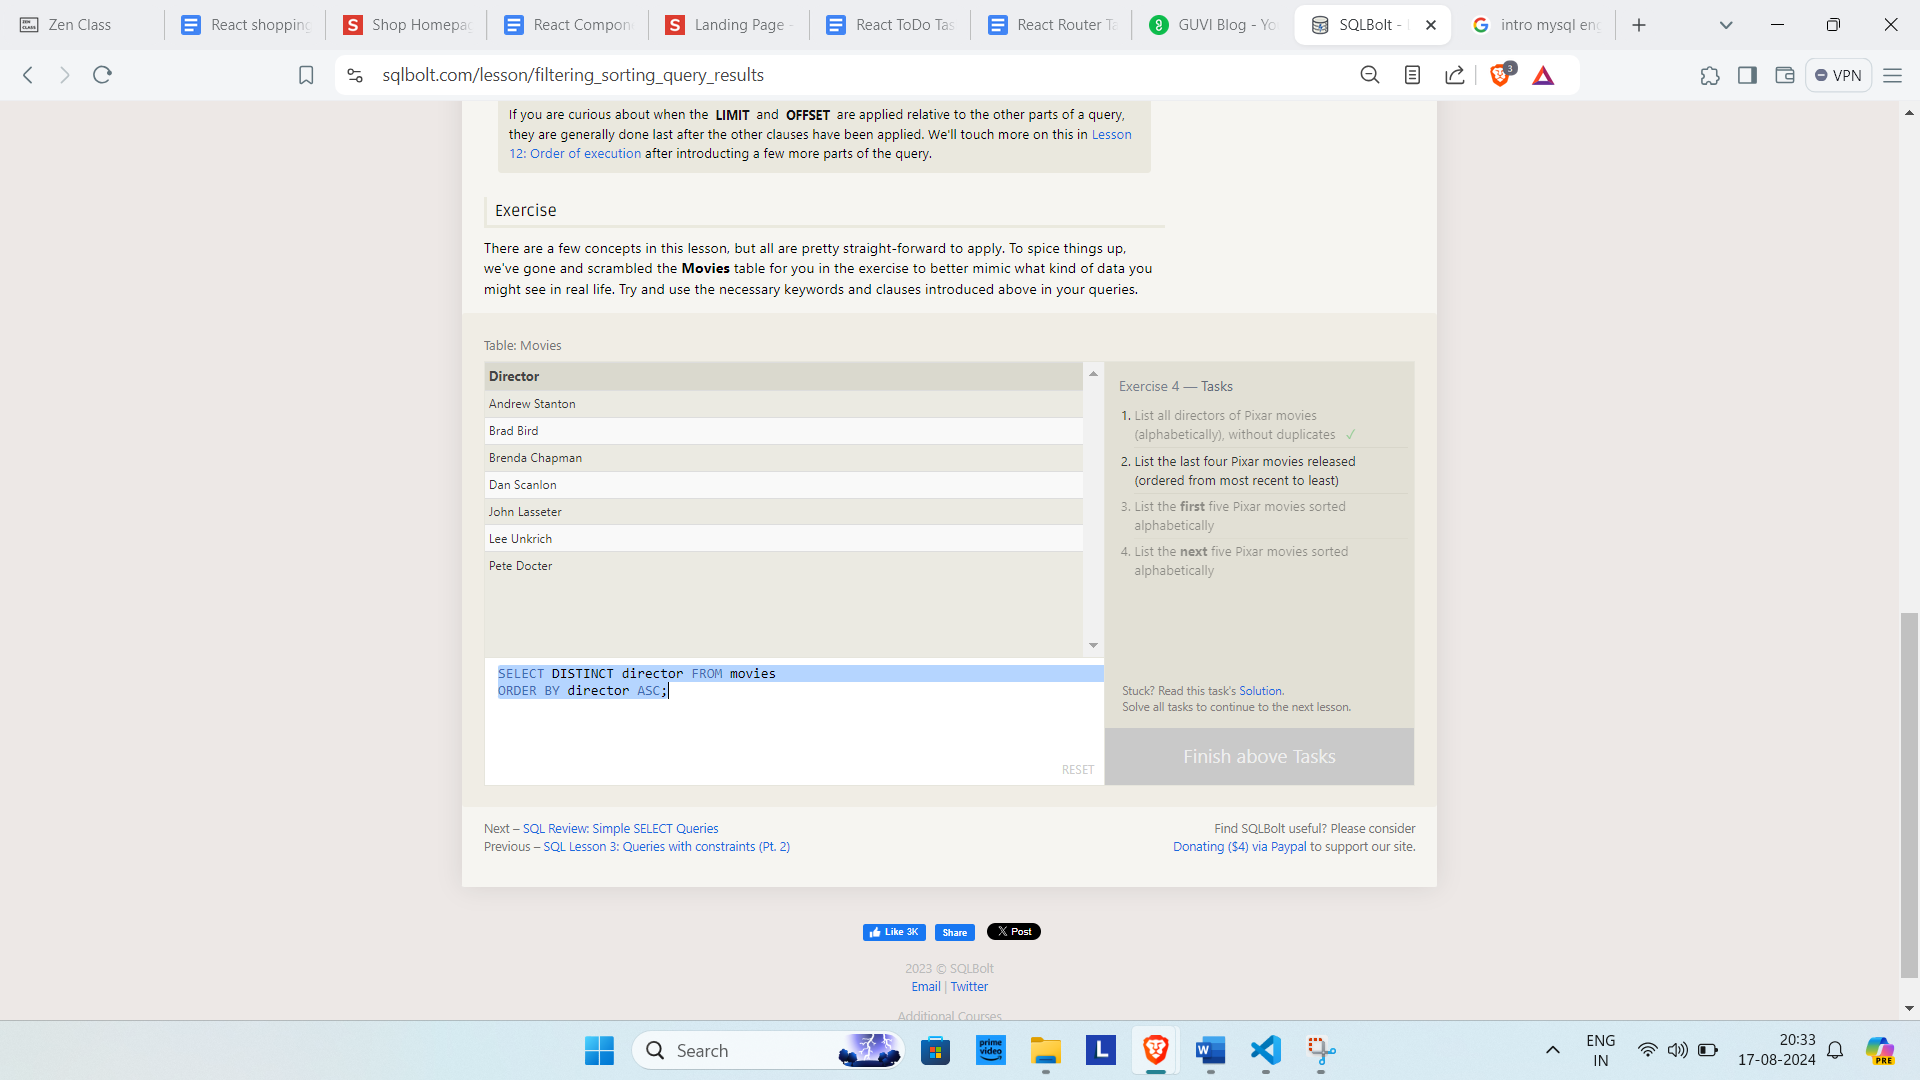 Zen Class
React shopping
Shop Homepag
React Compon
Landing Page -
React ToDo Tas
React Router Ta
GUVI Blog - Yo
SQLBolt -
intro mysql eng
sqlbolt.com/lesson/filtering_sorting_query_results
3
VPN
If you are curious about when the LIMIT and OFFSET are applied relative to the other parts of a query,
they are generally done last after the other clauses have been applied. We'll touch more on this in Lesson
12: Order of execution after introducting a few more parts of the query.
Exercise
There are a few concepts in this lesson, but all are pretty straight-forward to apply. To spice things up,
we've gone and scrambled the Movies table for you in the exercise to better mimic what kind of data you
might see in real life. Try and use the necessary keywords and clauses introduced above in your queries.
Table: Movies
Director
Andrew Stanton
Brad Bird
Brenda Chapman
Dan Scanlon
John Lasseter
Lee Unkrich
Pete Docter
SELECT DISTINCT director FROM movies
ORDER BY director ASC;
RESET
Exercise 4 — Tasks
1. List all directors of Pixar movies
(alphabetically), without duplicates ✓
2. List the last four Pixar movies released
(ordered from most recent to least)
3. List the first five Pixar movies sorted
alphabetically
4. List the next five Pixar movies sorted
alphabetically
Stuck? Read this task's Solution.
Solve all tasks to continue to the next lesson.
Finish above Tasks
Next – SQL Review: Simple SELECT Queries
Previous – SQL Lesson 3: Queries with constraints (Pt. 2)
Find SQLBolt useful? Please consider
Donating ($4) via Paypal to support our site.
Like 3K
Share
X Post
2023 © SQLBolt
Email | Twitter
Additional Courses
Search
prime video
L
W
ENG
IN
20:33
17-08-2024
PRE